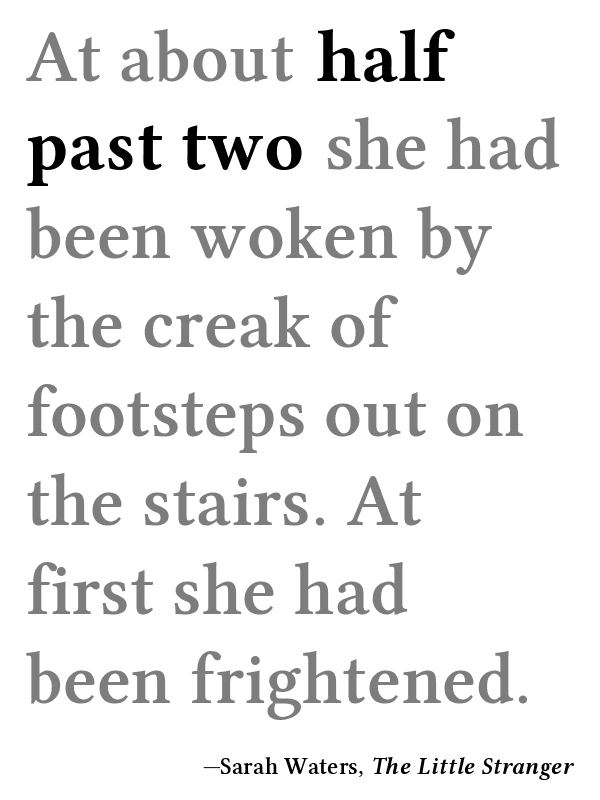 At about half
past two she had
been woken by
the creak of
footsteps out on
the stairs. At
first she had
been frightened.
—Sarah Waters, The Little Stranger